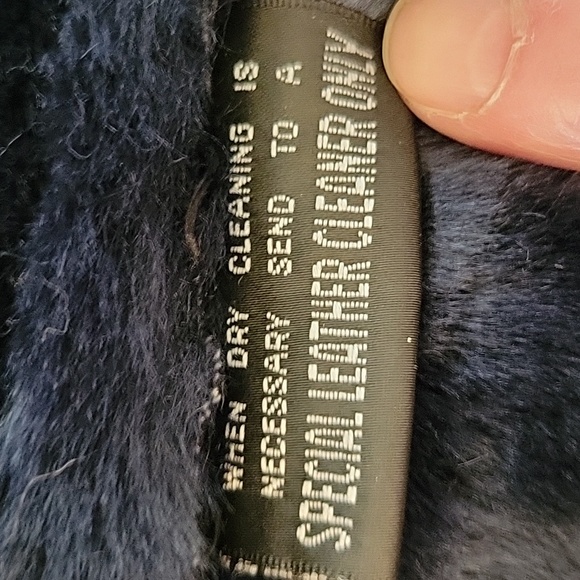 WHEN DRY CLEANING IS
NECESSARY SEND TO A
SPECIAL LEATHER CLEANER ONLY